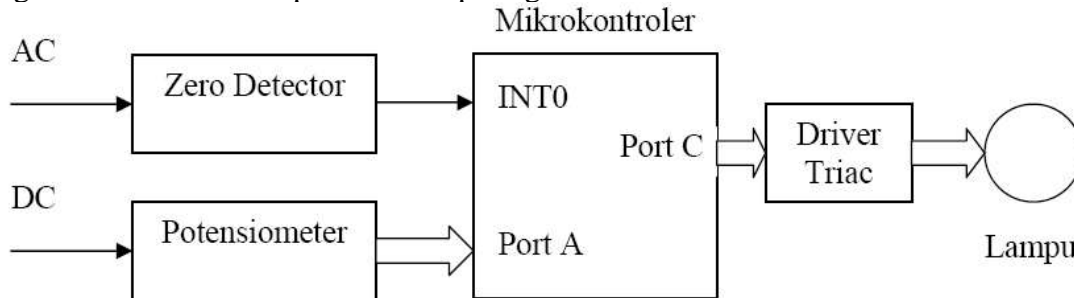 Mikrokontroler
AC
Zero Detector
INT0
Port C
Driver
Triac
DC
Potensiometer
Port A
Lampu